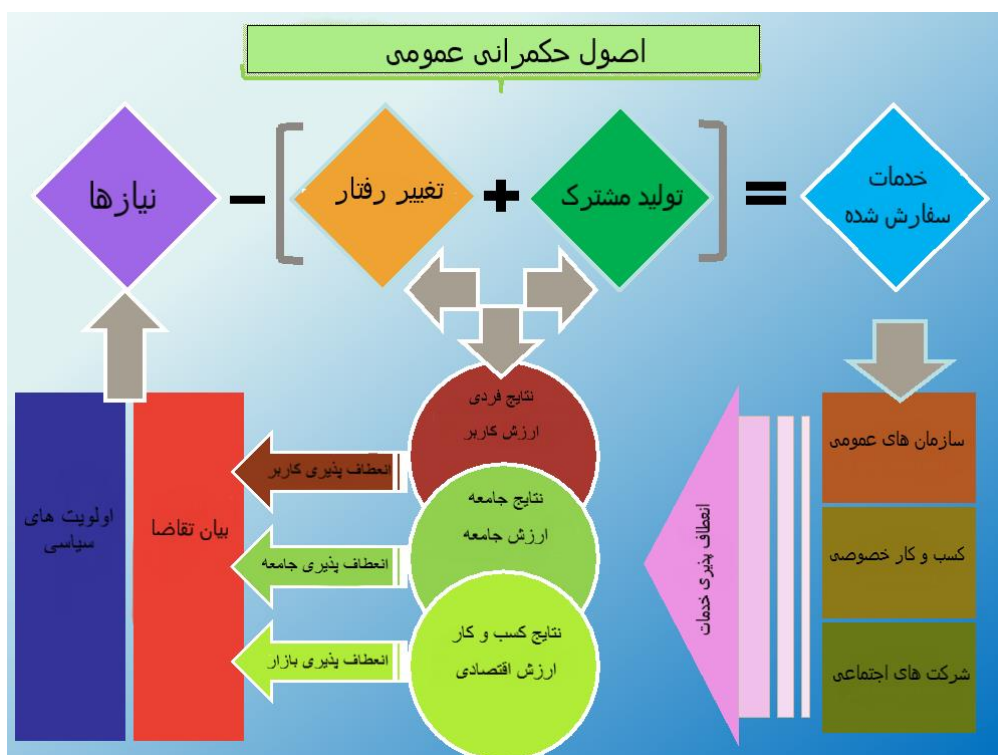 اصول حکمرانی عمومی
نیازها
تغییر رفتار
تولید مشترک
خدمات
سفارش شده
سازمان های عمومی
کسب و کار خصوصی
شرکت های اجتماعی
انعطاف پذیری خدمات
نتایج فردی
ارزش کاربر
نتایج جامعه
ارزش جامعه
نتایج کسب و کار
ارزش اقتصادی
انعطاف پذیری کاربر
انعطاف پذیری جامعه
انعطاف پذیری بازار
بیان تقاضا
اولویت های
سیاسی